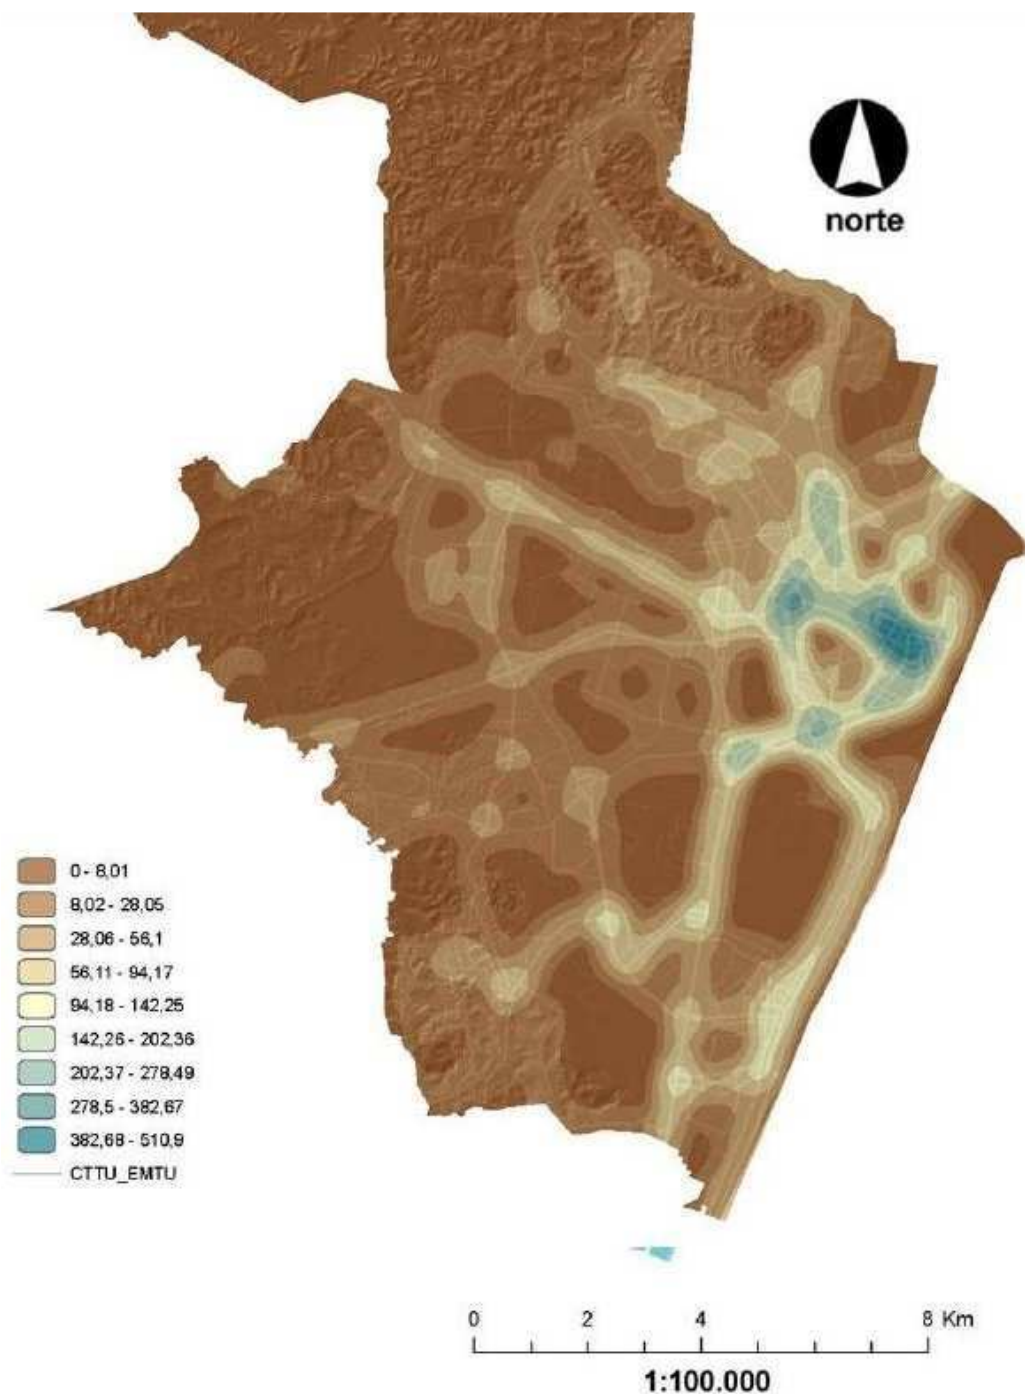 norte
0 - 8,01
8,02 - 28,05
28,06 - 56,1
56,11 - 94,17
94,18 - 142,25
142,26 - 202,36
202,37 - 278,49
278,5 - 382,67
382,68 - 510,9
CTTU_EMTU
0 2 4 8 Km
1:100.000